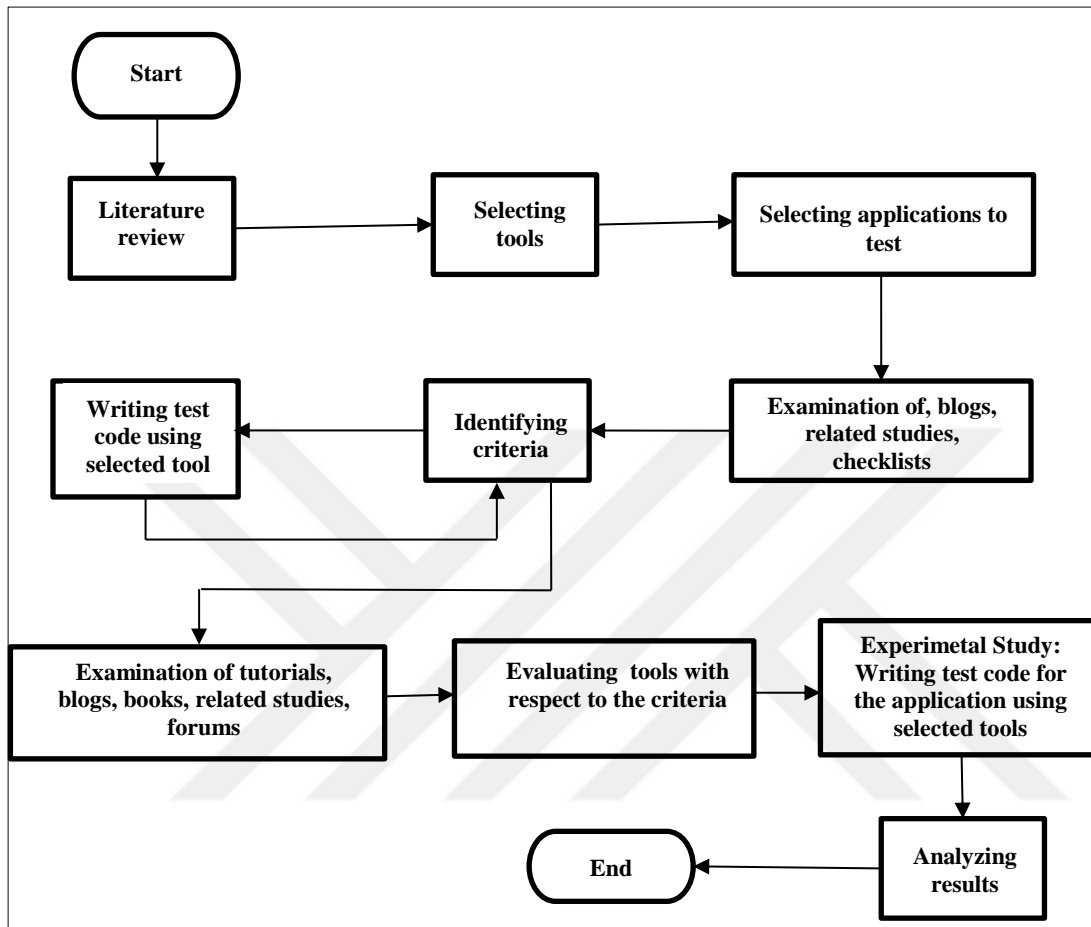 Start
Literature
review
Selecting
tools
Selecting applications to
test
Writing test
code using
selected tool
Identifying
criteria
Examination of, blogs,
related studies,
checklists
Examination of tutorials,
blogs, books, related studies,
forums
Evaluating tools with
respect to the criteria
Experimetal Study:
Writing test code for
the application using
selected tools
End
Analyzing
results